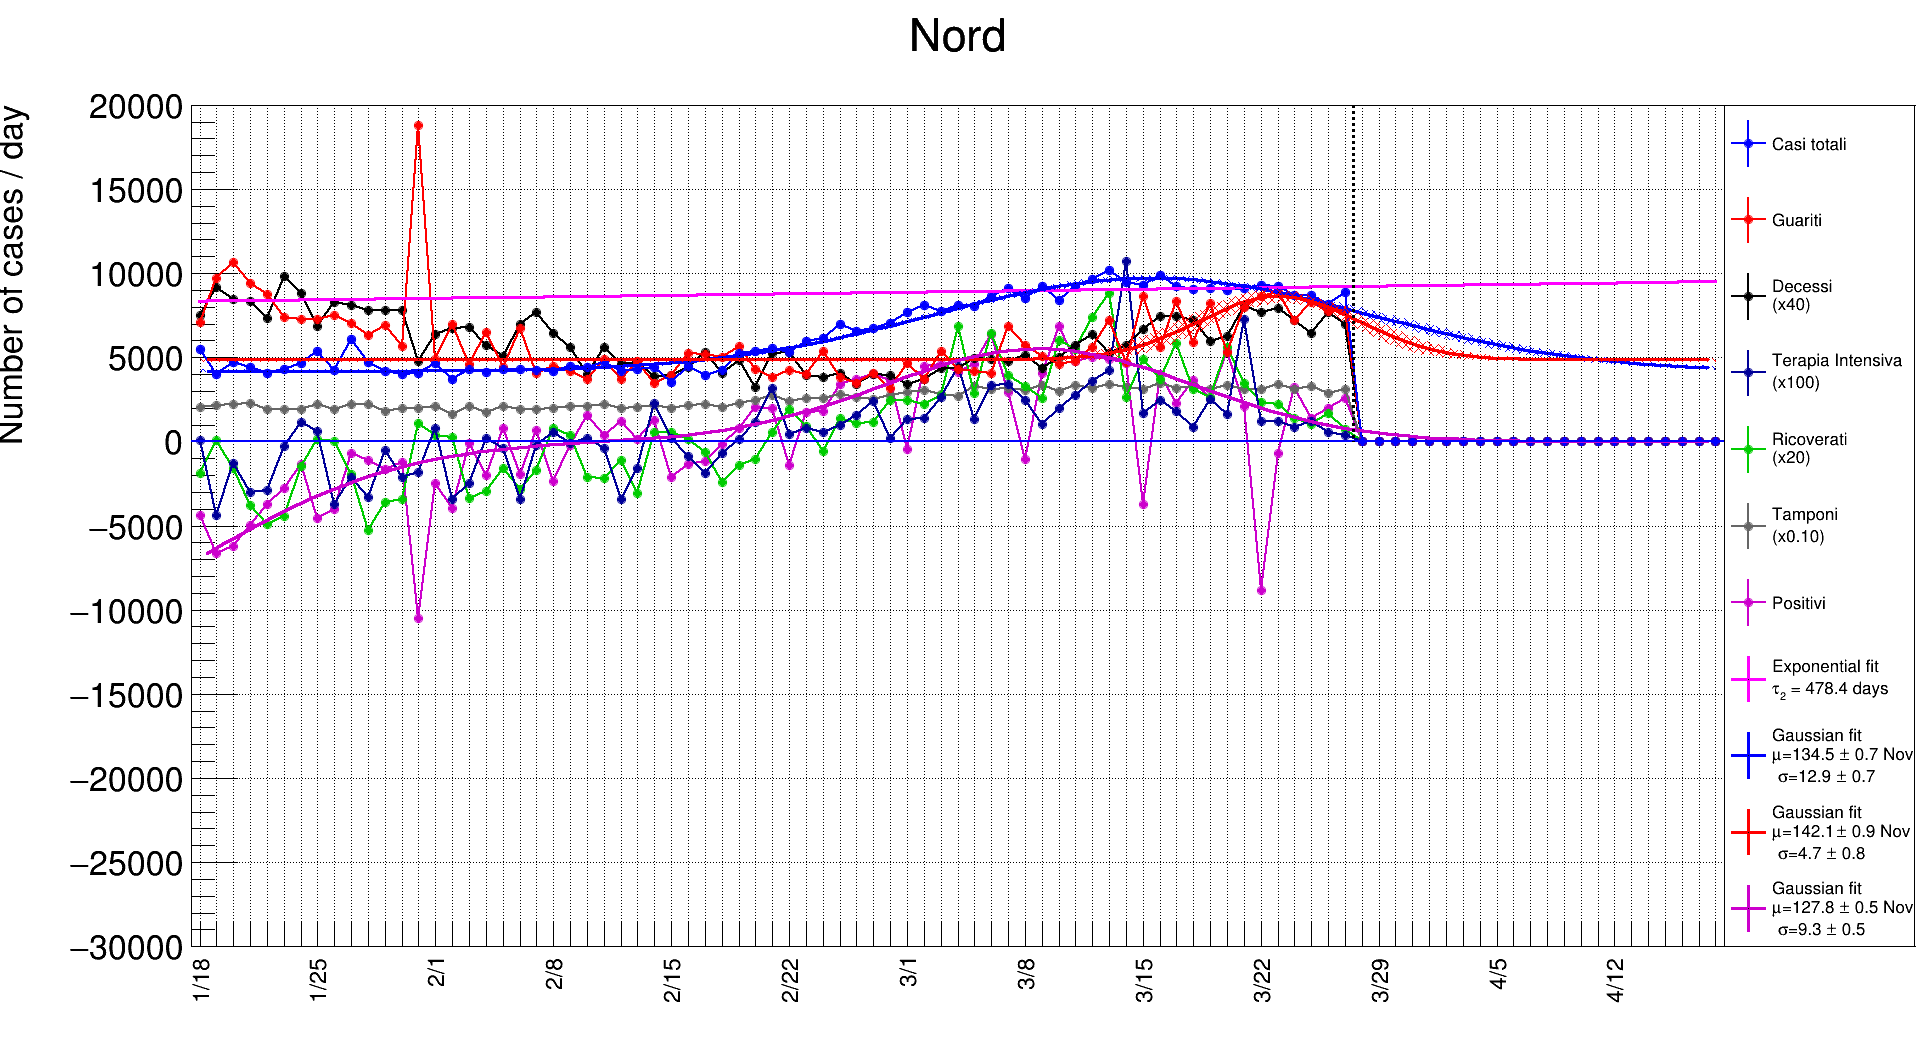 Nord
Number of cases / day
20000
15000
10000
5000
0
−5000
−10000
−15000
−20000
−25000
−30000
1/18
1/25
2/1
2/8
2/15
2/22
3/1
3/8
3/15
3/22
3/29
4/5
4/12
Casi totali
Guariti
Decessi
(x40)
Terapia Intensiva
(x100)
Ricoverati
(x20)
Tamponi
(x0.10)
Positivi
Exponential fit
τ2 = 478.4 days
Gaussian fit
μ=134.5 ± 0.7 Nov
σ=12.9 ± 0.7
Gaussian fit
μ=142.1 ± 0.9 Nov
σ=4.7 ± 0.8
Gaussian fit
μ=127.8 ± 0.5 Nov
σ=9.3 ± 0.5